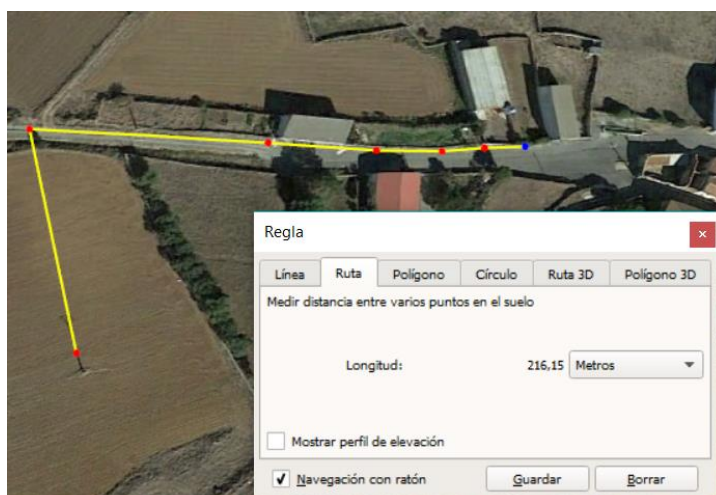 Regla
Línea Ruta Polígono Círculo Ruta 3D Polígono 3D
Medir distancia entre varios puntos en el suelo
Longitud: 216,15 Metros
Mostrar perfil de elevación
Navegación con ratón Guardar Borrar